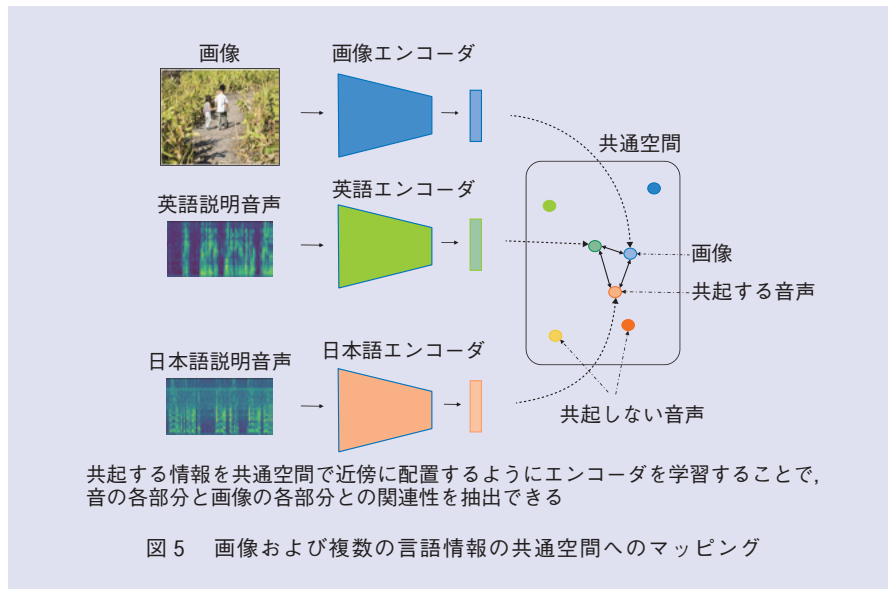 画像
画像エンコーダ
共通空間
英語説明音声
英語エンコーダ
画像
共起する音声
日本語説明音声
日本語エンコーダ
共起しない音声
共起する情報を共通空間で近傍に配置するようにエンコーダを学習することで,
音の各部分と画像の各部分との関連性を抽出できる
図5 画像および複数の言語情報の共通空間へのマッピング